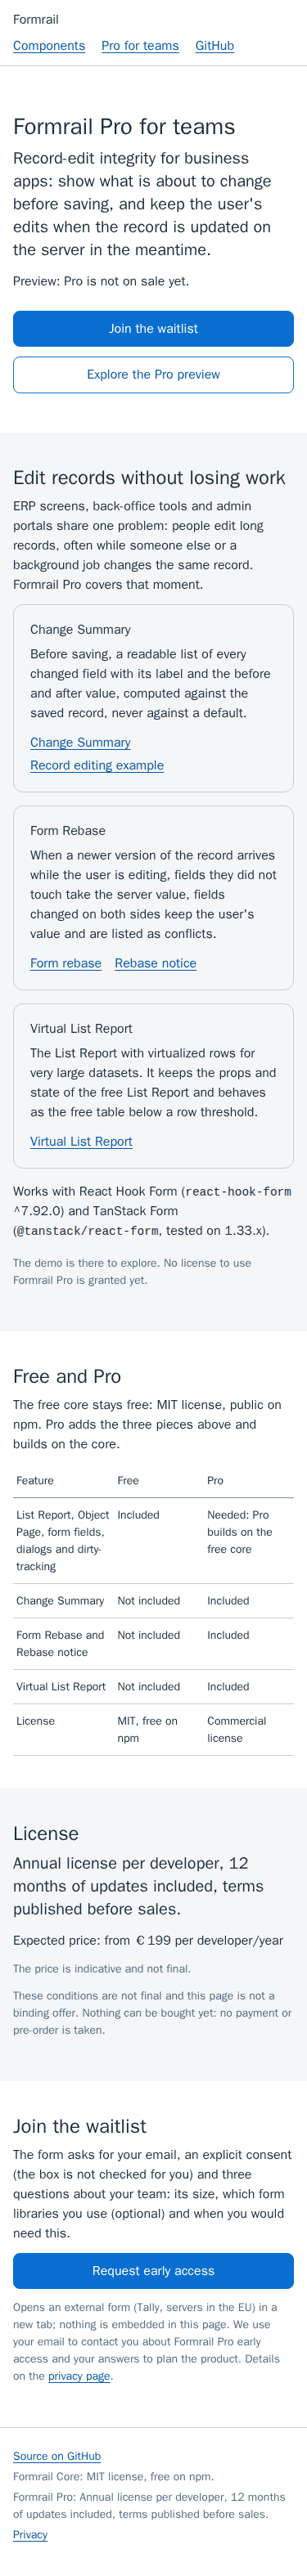 Formrail
Components Pro for teams GitHub
Formrail Pro for teams
Record-edit integrity for business
apps: show what is about to change
before saving, and keep the user's
edits when the record is updated on
the server in the meantime.
Preview: Pro is not on sale yet.
Join the waitlist
Explore the Pro preview
Edit records without losing work
ERP screens, back-office tools and admin
portals share one problem: people edit long
records, often while someone else or a
background job changes the same record.
Formrail Pro covers that moment.
Change Summary
Before saving, a readable list of every
changed field with its label and the before
and after value, computed against the
saved record, never against a default.
Change Summary
Record editing example
Form Rebase
When a newer version of the record arrives
while the user is editing, fields they did not
touch take the server value, fields
changed on both sides keep the user's
value and are listed as conflicts.
Form rebase Rebase notice
Virtual List Report
The List Report with virtualized rows for
very large datasets. It keeps the props and
state of the free List Report and behaves
as the free table below a row threshold.
Virtual List Report
Works with React Hook Form (react-hook-form
^7.92.0) and TanStack Form
(@tanstack/react-form, tested on 1.33.x).
The demo is there to explore. No license to use
Formrail Pro is granted yet.
Free and Pro
The free core stays free: MIT license, public on
npm. Pro adds the three pieces above and
builds on the core.
Feature Free Pro
List Report, Object Included Needed: Pro
Page, form fields, builds on the
dialogs and dirty- free core
tracking
Change Summary Not included Included
Form Rebase and Not included Included
Rebase notice
Virtual List Report Not included Included
License MIT, free on Commercial
npm license
License
Annual license per developer, 12
months of updates included, terms
published before sales.
Expected price: from €199 per developer/year
The price is indicative and not final.
These conditions are not final and this page is not a
binding offer. Nothing can be bought yet: no payment or
pre-order is taken.
Join the waitlist
The form asks for your email, an explicit consent
(the box is not checked for you) and three
questions about your team: its size, which form
libraries you use (optional) and when you would
need this.
Request early access
Opens an external form (Tally, servers in the EU) in a
new tab; nothing is embedded in this page. We use
your email to contact you about Formrail Pro early
access and your answers to plan the product. Details
on the privacy page.
Source on GitHub
Formrail Core: MIT license, free on npm.
Formrail Pro: Annual license per developer, 12 months
of updates included, terms published before sales.
Privacy